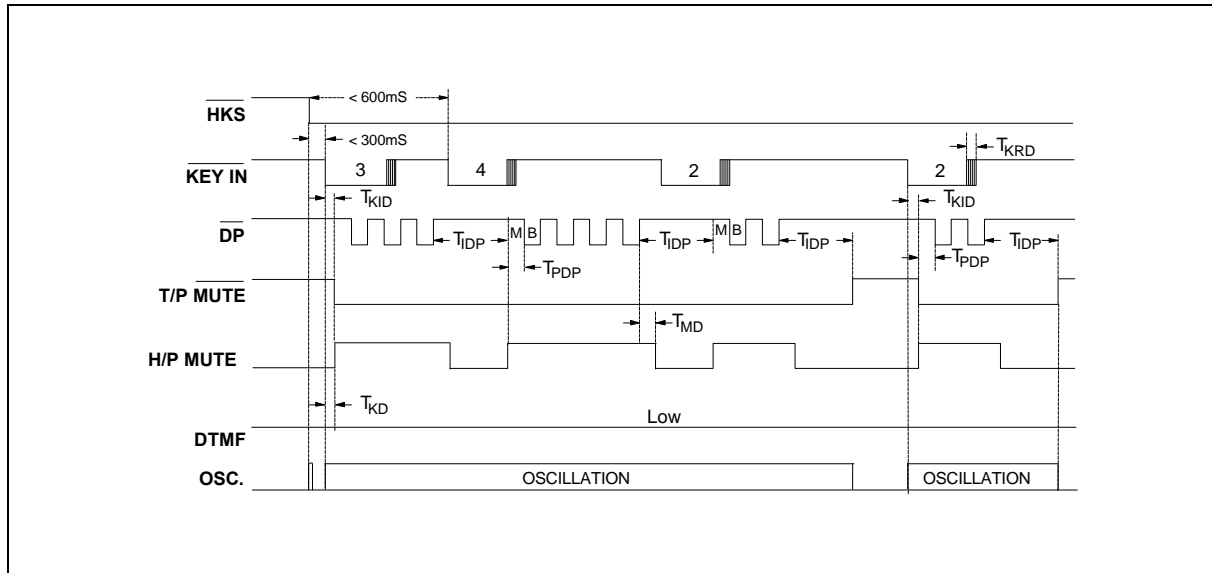 < 600mS
HKS
< 300mS
TKRD
KEY IN
3
4
2
2
TKID
TKID
DP
TIDP
M B
TIDP
M B
TIDP
TIDP
TPDP
TPDP
T/P MUTE
TMD
H/P MUTE
TKD
Low
DTMF
OSC.
OSCILLATION
OSCILLATION